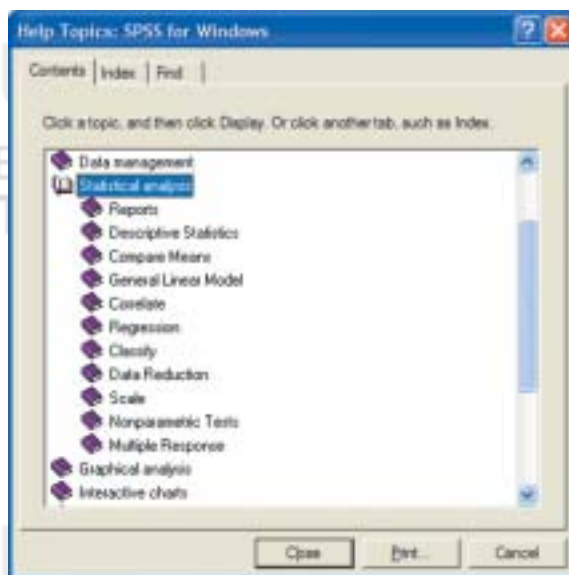 Help Topics: SPSS for Windows
Contents Index Find
Click a topic, and then click Display. Or click another tab, such as Index.
Data management
Statistical analysis
Reports
Descriptive Statistics
Compare Means
General Linear Model
Correlate
Regression
Classify
Data Reduction
Scale
Nonparametric Tests
Multiple Response
Graphical analysis
Interactive charts
Close Print... Cancel